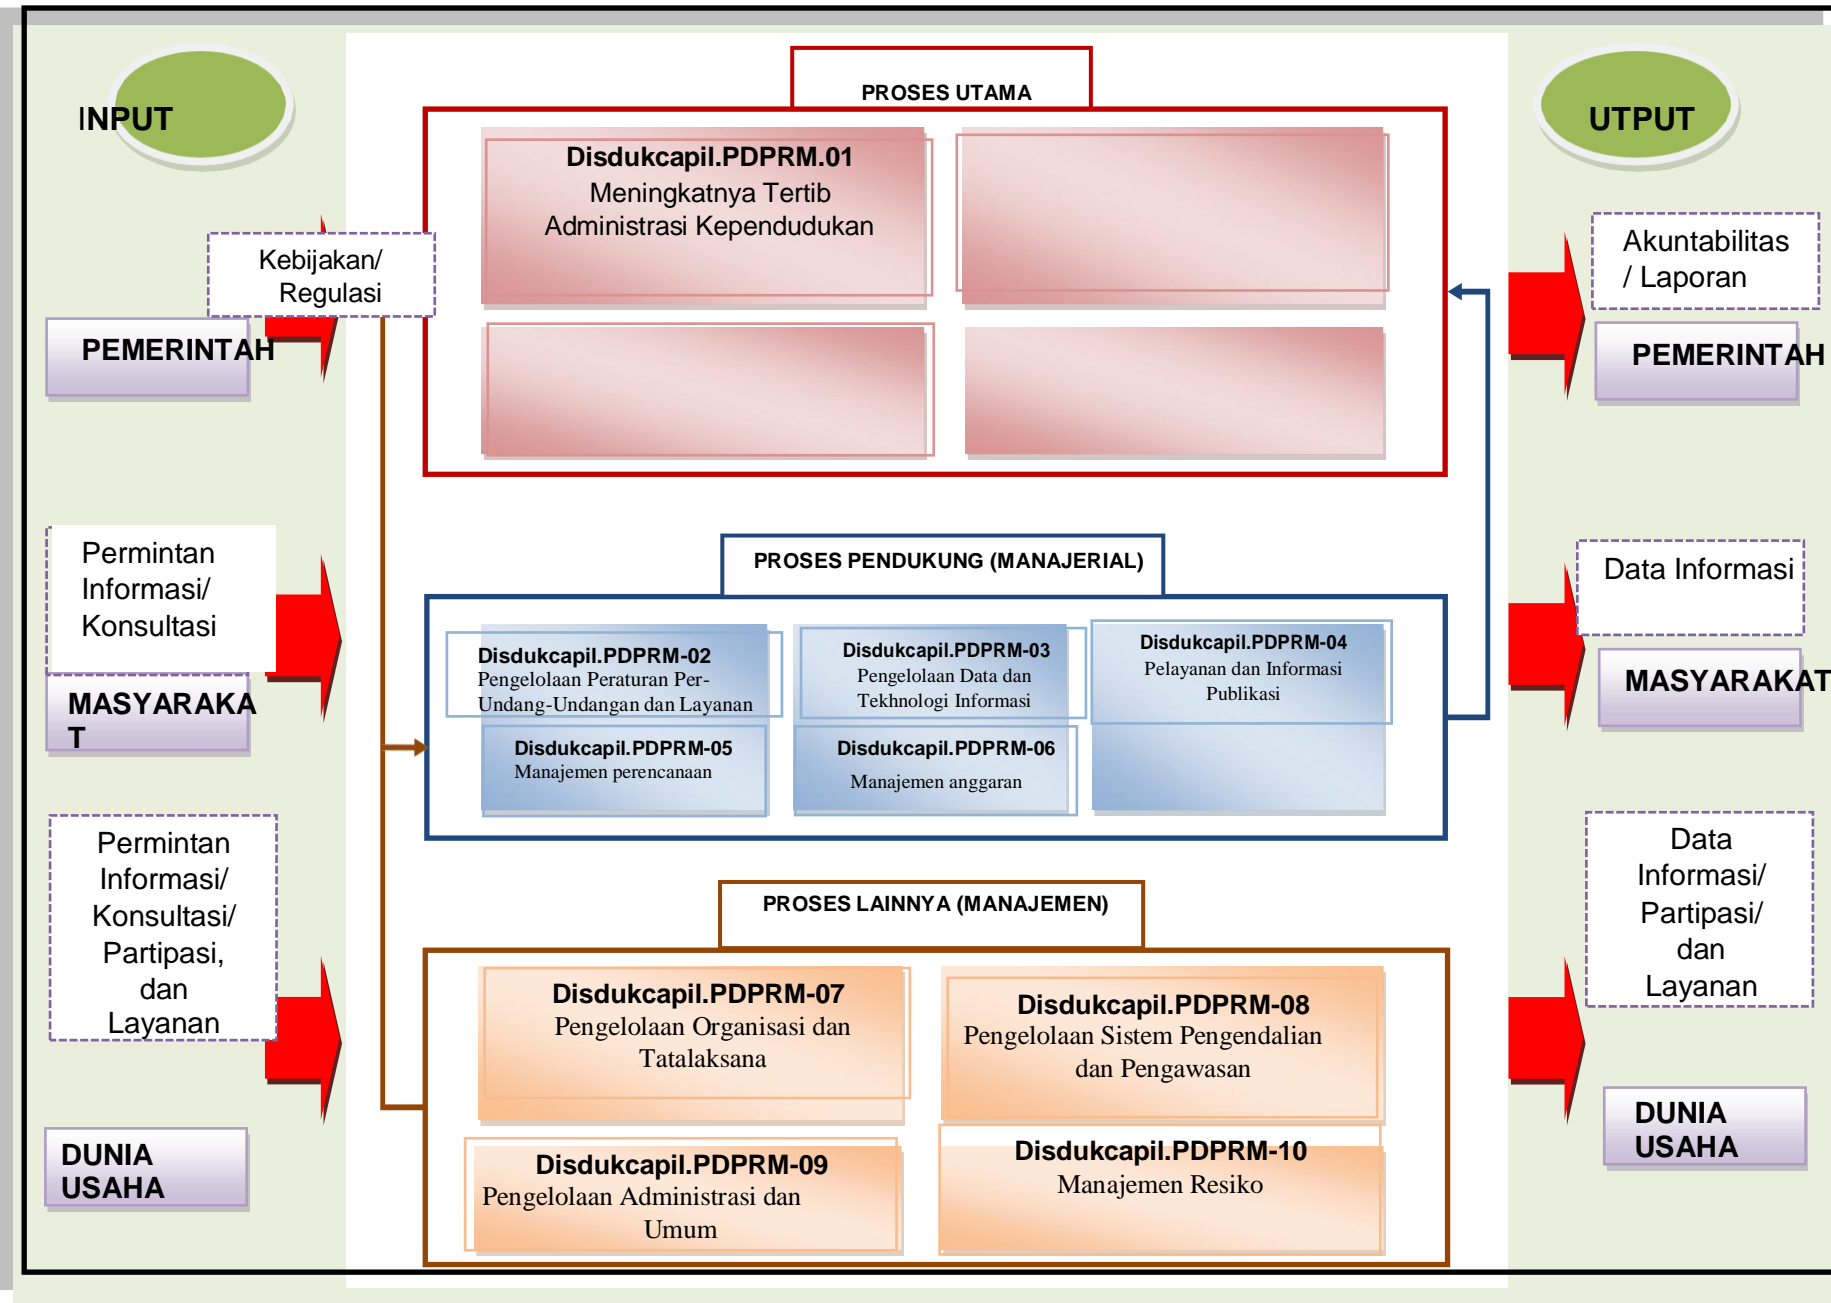 INPUT
Kebijakan/
Regulasi
PEMERINTAH
Permintan
Informasi/
Konsultasi
MASYARAKA
T
Permintan
Informasi/
Konsultasi/
Partipasi,
dan
Layanan
DUNIA
USAHA
PROSES UTAMA
Disdukcapil.PDPRM.01
Meningkatnya Tertib
Administrasi Kependudukan
PROSES PENDUKUNG (MANAJERIAL)
Disdukcapil.PDPRM-02
Pengelolaan Peraturan Per-
Undang-Undangan dan Layanan
Disdukcapil.PDPRM-03
Pengelolaan Data dan
Tekhnologi Informasi
Disdukcapil.PDPRM-04
Pelayanan dan Informasi
Publikasi
Disdukcapil.PDPRM-05
Manajemen perencanaan
Disdukcapil.PDPRM-06
Manajemen anggaran
PROSES LAINNYA (MANAJEMEN)
Disdukcapil.PDPRM-07
Pengelolaan Organisasi dan
Tatalaksana
Disdukcapil.PDPRM-08
Pengelolaan Sistem Pengendalian
dan Pengawasan
Disdukcapil.PDPRM-09
Pengelolaan Administrasi dan
Umum
Disdukcapil.PDPRM-10
Manajemen Resiko
UTPUT
Akuntabilitas
/ Laporan
PEMERINTAH
Data Informasi
MASYARAKAT
Data
Informasi/
Partipasi/
dan
Layanan
DUNIA
USAHA